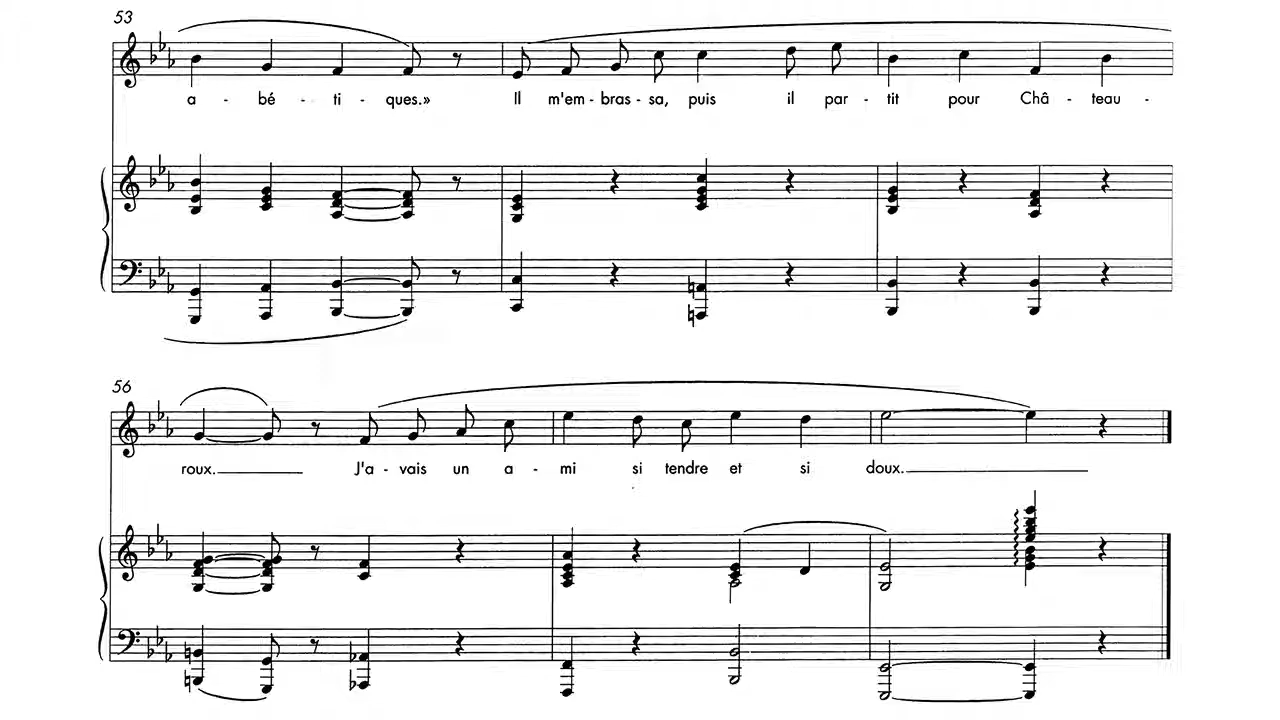 53
a - bé - ti - ques.» Il m'em - bras - sa, puis il par - tit pour Châ - teau -
56
roux. J'a - vais un a - mi si tendre et si doux.